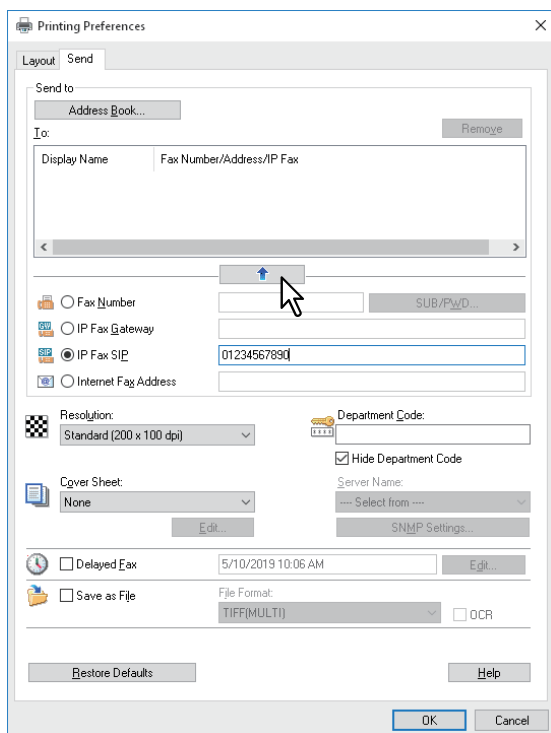 Printing Preferences
Layout Send
Send to
Address Book...
To:
Remove
Display Name Fax Number/Address/IP Fax
Fax Number SUB/PWD...
GW IP Fax Gateway
SIP IP Fax SIP 01234567890
Internet Fax Address
Resolution:
Standard (200 x 100 dpi)
Department Code:
Hide Department Code
Cover Sheet:
None
Edit...
Server Name:
---- Select from ----
SNMP Settings...
Delayed Fax 5/10/2019 10:06 AM Edit...
Save as File File Format:
TIFF(MULTI) OCR
Restore Defaults Help
OK Cancel